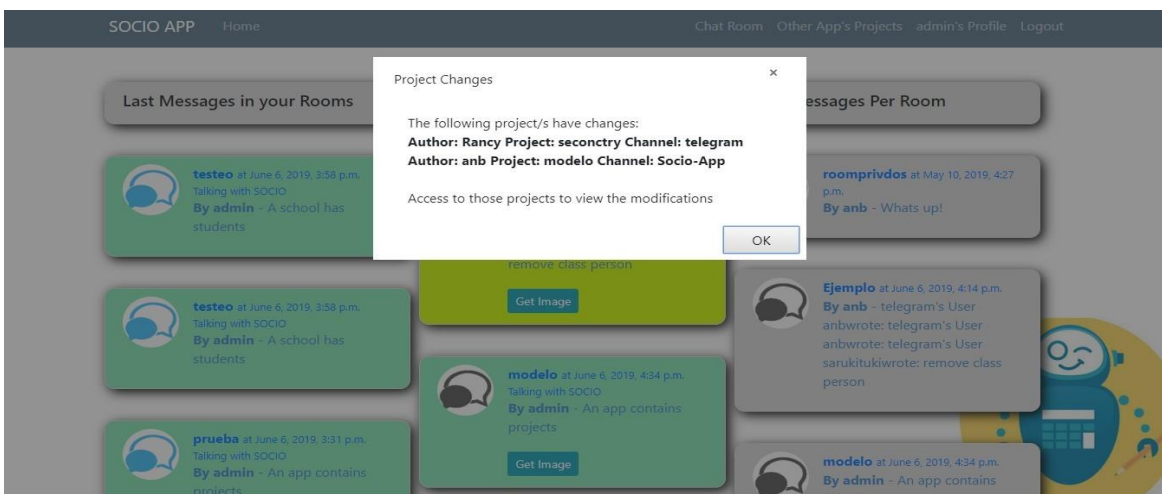 SOCIO APP Home Chat Room Other App's Projects admin's Profile Logout
Project Changes ×
The following project/s have changes:
Author: Rancy Project: seconctry Channel: telegram
Author: anb Project: modelo Channel: Socio-App
Access to those projects to view the modifications
OK
Last Messages in your Rooms
testeo at June 6, 2019, 3:58 p.m.
Talking with SOCIO
By admin - A school has
students
testeo at June 6, 2019, 3:58 p.m.
Talking with SOCIO
By admin - A school has
students
prueba at June 6, 2019, 3:31 p.m.
Talking with SOCIO
By admin - An app contains
projects
remove class person
Get Image
modelo at June 6, 2019, 4:34 p.m.
Talking with SOCIO
By admin - An app contains
projects
Get Image
essages Per Room
roomprivdos at May 10, 2019, 4:27
p.m.
By anb - Whats up!
Ejemplo at June 6, 2019, 4:14 p.m.
By anb - telegram's User
anbwrote: telegram's User
anbwrote: telegram's User
sarukitukiwrote: remove class
person
modelo at June 6, 2019, 4:34 p.m.
By admin - An app contains